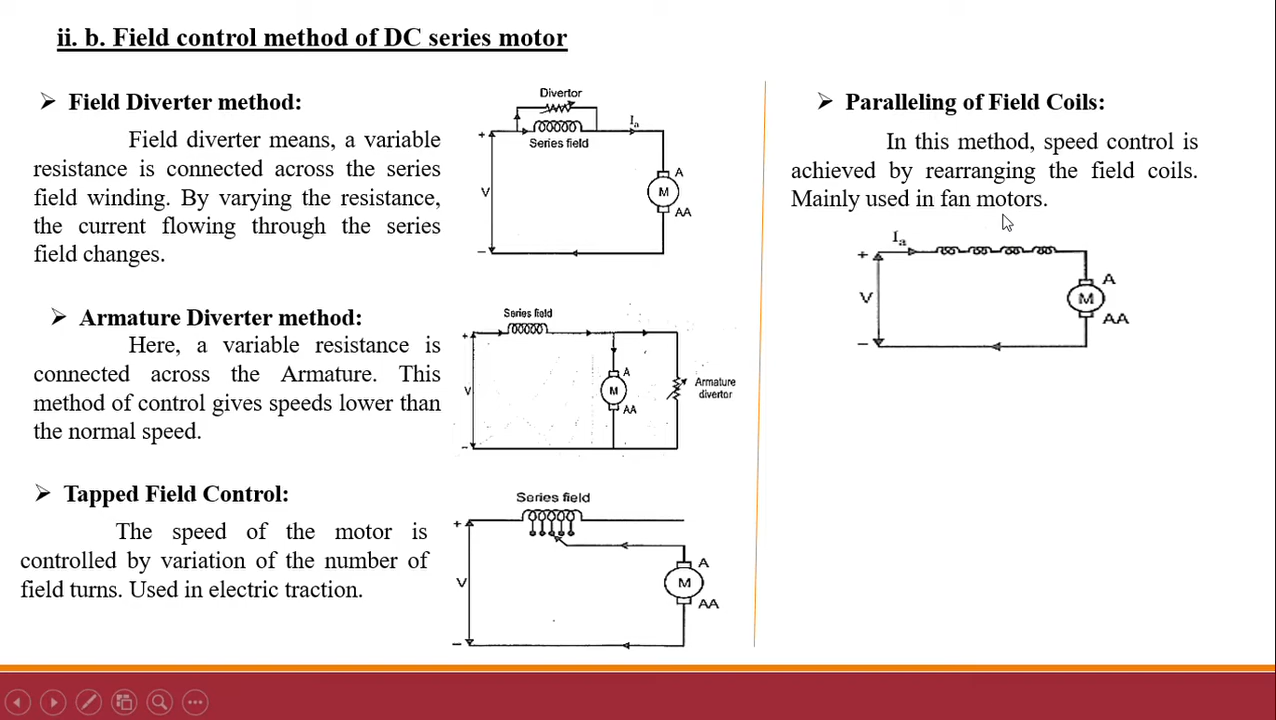 ii. b. Field control method of DC series motor
➢ Field Diverter method:
Field diverter means, a variable
resistance is connected across the series
field winding. By varying the resistance,
the current flowing through the series
field changes.
Divertor
Series field
Ia
+
V
−
A
M
AA
➢ Armature Diverter method:
Here, a variable resistance is
connected across the Armature. This
method of control gives speeds lower than
the normal speed.
Series field
+
V
−
A
M
AA
Armature
divertor
➢ Tapped Field Control:
The speed of the motor is
controlled by variation of the number of
field turns. Used in electric traction.
Series field
+
V
−
A
M
AA
➢ Paralleling of Field Coils:
In this method, speed control is
achieved by rearranging the field coils.
Mainly used in fan motors.
Ia
+
V
−
A
M
AA